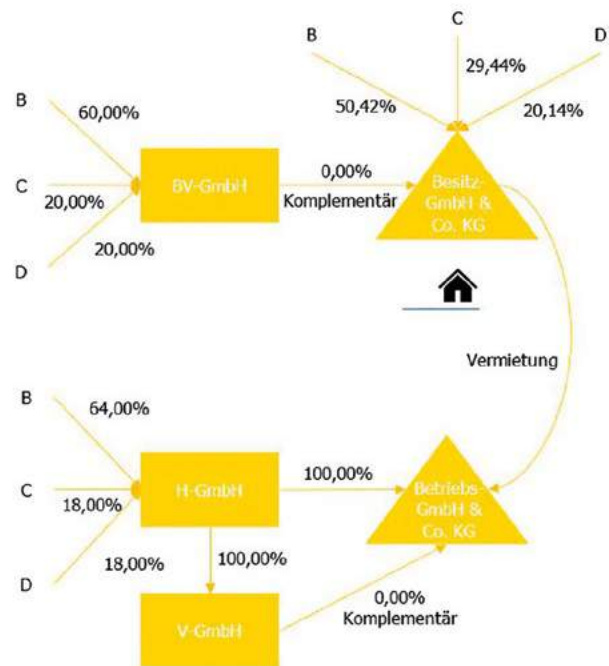 C
B
D
29,44%
50,42%
20,14%
B
60,00%
C
20,00%
D
20,00%
BV-GmbH
0,00%
Komplementär
Besitz-
GmbH &
Co. KG
Vermietung
B
64,00%
C
18,00%
D
18,00%
H-GmbH
100,00%
Betriebs-
GmbH &
Co. KG
100,00%
0,00%
Komplementär
V-GmbH